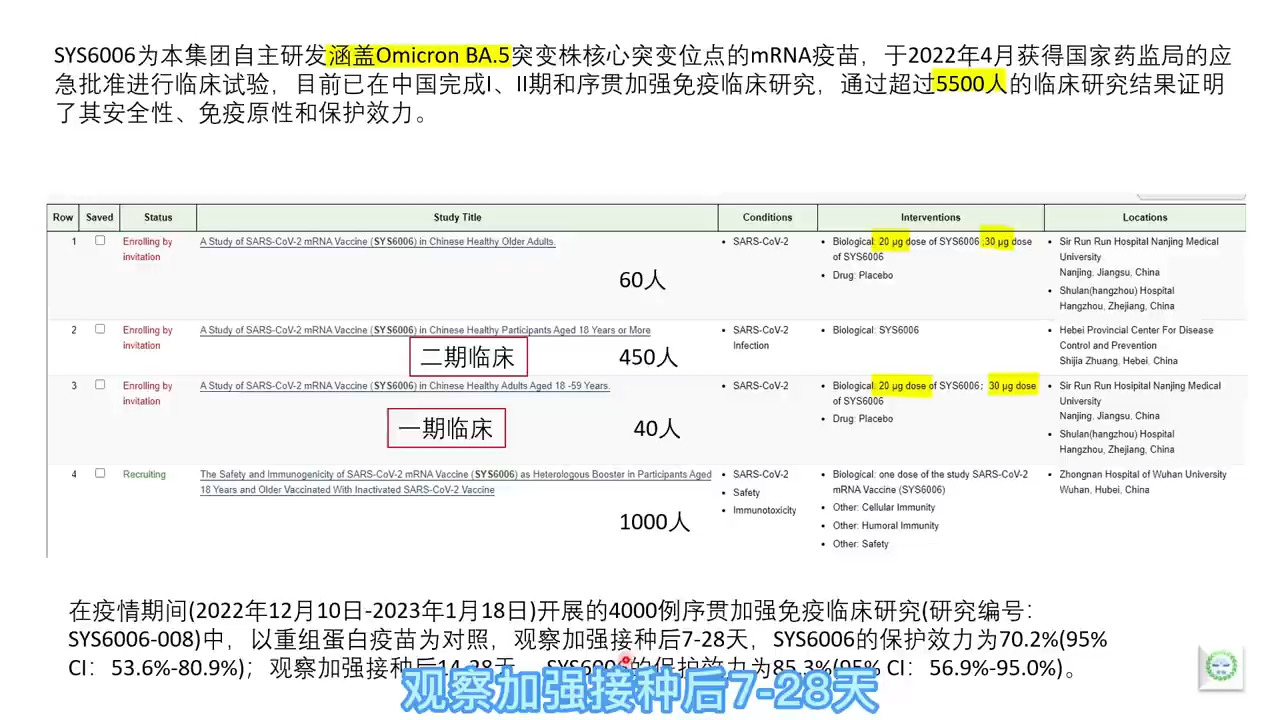 SYS6006为本集团自主研发涵盖Omicron BA.5突变株核心突变位点的mRNA疫苗，于2022年4月获得国家药监局的应
急批准进行临床试验，目前已在中国完成I、II期和序贯加强免疫临床研究，通过超过5500人的临床研究结果证明
了其安全性、免疫原性和保护效力。
Row Saved Status Study Title Conditions Interventions Locations
1 Enrolling by invitation
A Study of SARS-CoV-2 mRNA Vaccine (SYS6006) in Chinese Healthy Older Adults.
60人
• SARS-CoV-2
• Biological: 20 µg dose of SYS6006 ;30 µg dose
of SYS6006
• Drug: Placebo
• Sir Run Run Hospital Nanjing Medical
University
Nanjing, Jiangsu, China
• Shulan(hangzhou) Hospital
Hangzhou, Zhejiang, China
2 Enrolling by invitation
A Study of SARS-CoV-2 mRNA Vaccine (SYS6006) in Chinese Healthy Participants Aged 18 Years or More
二期临床
450人
• SARS-CoV-2
Infection
• Biological: SYS6006
• Hebei Provincial Center For Disease
Control and Prevention
Shijia Zhuang, Hebei, China
3 Enrolling by invitation
A Study of SARS-CoV-2 mRNA Vaccine (SYS6006) in Chinese Healthy Adults Aged 18 -59 Years.
一期临床
40人
• SARS-CoV-2
• Biological: 20 µg dose of SYS6006；30 µg dose
of SYS6006
• Drug: Placebo
• Sir Run Run Hosipital Nanjing Medical
University
Nanjing, Jiangsu, China
• Shulan(hangzhou) Hospital
Hangzhou, Zhejiang, China
4 Recruiting
The Safety and Immunogenicity of SARS-CoV-2 mRNA Vaccine (SYS6006) as Heterologous Booster in Participants Aged
18 Years and Older Vaccinated With Inactivated SARS-CoV-2 Vaccine
1000人
• SARS-CoV-2
• Safety
• Immunotoxicity
• Biological: one dose of the study SARS-CoV-2
mRNA Vaccine (SYS6006)
• Other: Cellular Immunity
• Other: Humoral Immunity
• Other: Safety
• Zhongnan Hospital of Wuhan University
Wuhan, Hubei, China
在疫情期间(2022年12月10日-2023年1月18日)开展的4000例序贯加强免疫临床研究(研究编号：
SYS6006-008)中，以重组蛋白疫苗为对照，观察加强接种后7-28天，SYS6006的保护效力为70.2%(95%
CI：53.6%-80.9%)；观察加强接种后14-28天，SYS6006的保护效力为85.3%(95% CI：56.9%-95.0%)。
观察加强接种后7-28天